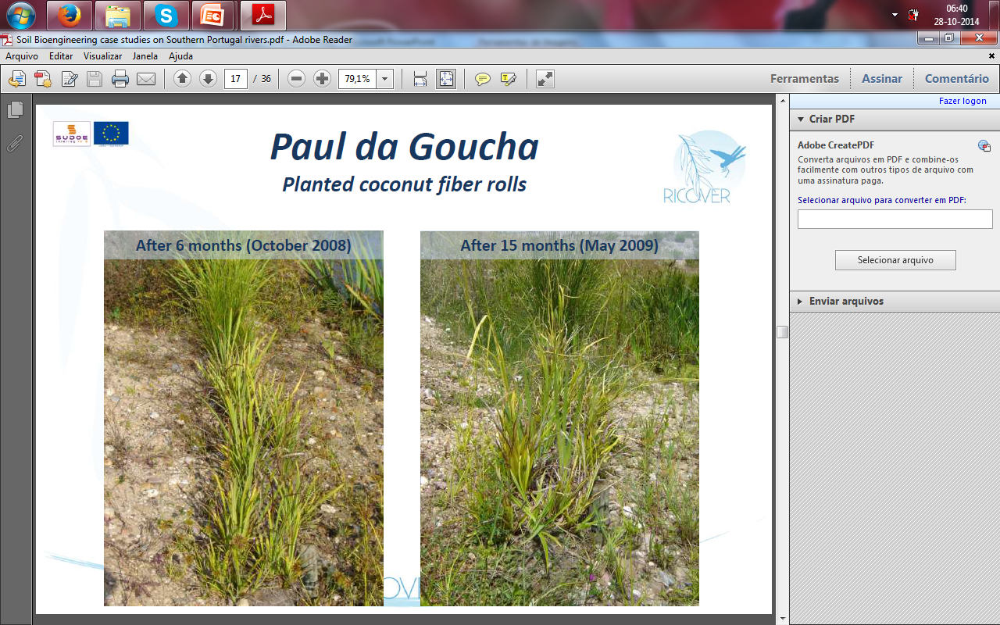 06:40
28-10-2014
Soil Bioengineering case studies on Southern Portugal rivers.pdf - Adobe Reader
Arquivo Editar Visualizar Janela Ajuda
17 / 36 79,1% Ferramentas Assinar Comentário
Fazer logon
Criar PDF
Adobe CreatePDF
Converta arquivos em PDF e combine-os
facilmente com outros tipos de arquivo com
uma assinatura paga.
Selecionar arquivo para converter em PDF:
Selecionar arquivo
Enviar arquivos
SUDOE
Paul da Goucha
Planted coconut fiber rolls
RICOVER
After 6 months (October 2008)
After 15 months (May 2009)
OVE